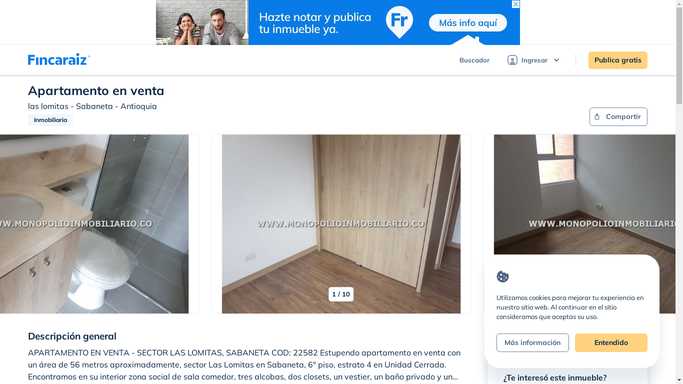 Hazte notar y publica
tu inmueble ya.
Fr
Más info aquí
Fincaraiz
Buscador
Ingresar
Publica gratis
Apartamento en venta
las lomitas - Sabaneta - Antioquia
Inmobiliaria
Compartir
WWW.MONOPOLIOINMOBILIARIO.CO
WWW.MONOPOLIOINMOBILIARIO.CO
WWW.MONOPOLIOINMOBILIARIO.CO
1 / 10
Utilizamos cookies para mejorar tu experiencia en
nuestro sitio web. Al continuar en el sitio
consideramos que aceptas su uso.
Más información
Entendido
Descripción general
APARTAMENTO EN VENTA - SECTOR LAS LOMITAS, SABANETA COD: 22582 Estupendo apartamento en venta con
un área de 56 metros aproximadamente, sector Las Lomitas en Sabaneta, 6° piso, estrato 4 en Unidad Cerrada.
Encontramos en su interior zona social de sala comedor, tres alcobas, dos closets, un vestier, un baño privado y un...
¿Te interesó este inmueble?